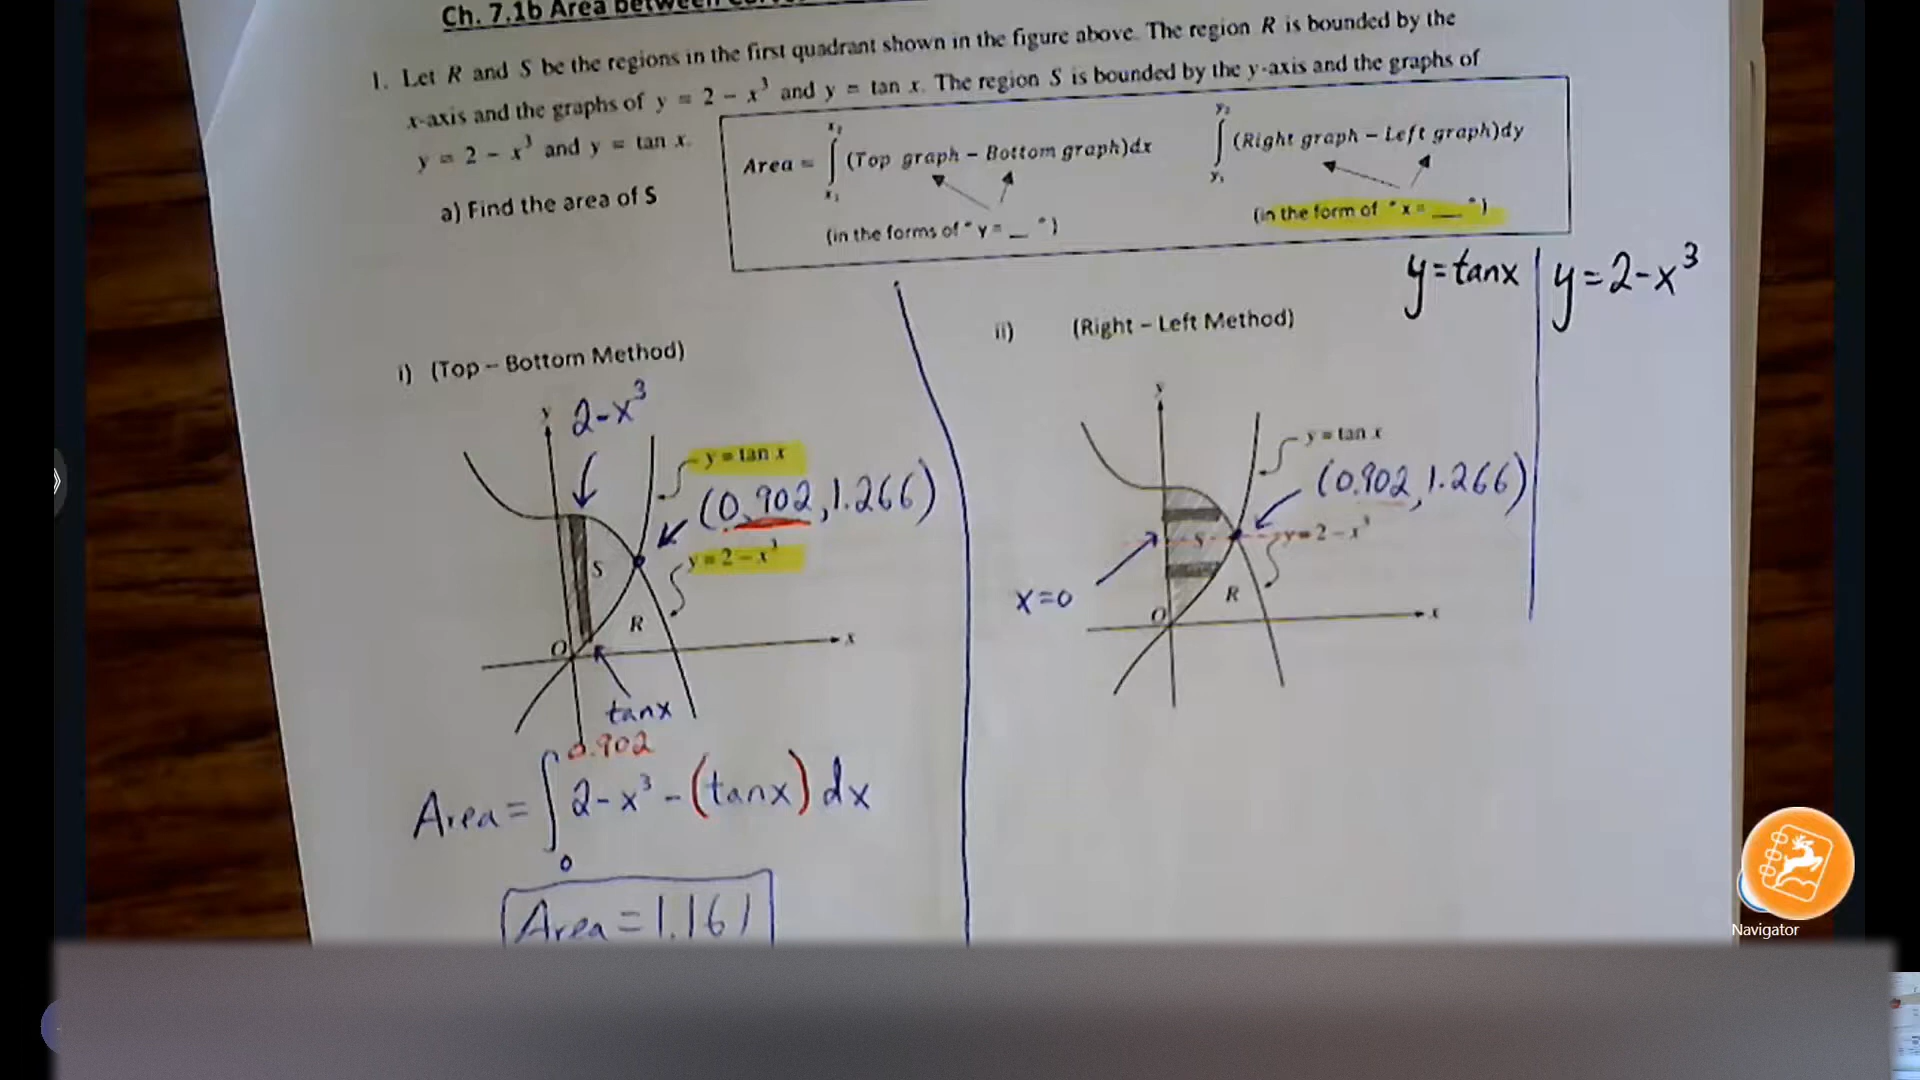 Ch. 7.1b Area between
1. Let R and S be the regions in the first quadrant shown in the figure above. The region R is bounded by the
x-axis and the graphs of y = 2 − x³ and y = tan x. The region S is bounded by the y-axis and the graphs of
y = 2 − x³ and y = tan x.
a) Find the area of S
Area = ∫ x₁ x₂ (Top graph − Bottom graph)dx
(in the forms of " y = __ ")
∫ y₁ y₂ (Right graph − Left graph)dy
(in the form of " x = ___ ")
y = tanx | y = 2-x³
i) (Top – Bottom Method)
2-x³
y
y = tan x
(0.902, 1.266)
y = 2 − x³
S
R
O
x
tanx
Area = ∫ 0 0.902 2-x³ - (tanx) dx
Area = 1.161
ii) (Right – Left Method)
y
y = tan x
(0.902, 1.266)
y = 2 − x³
S
x=0
R
O
x
Navigator